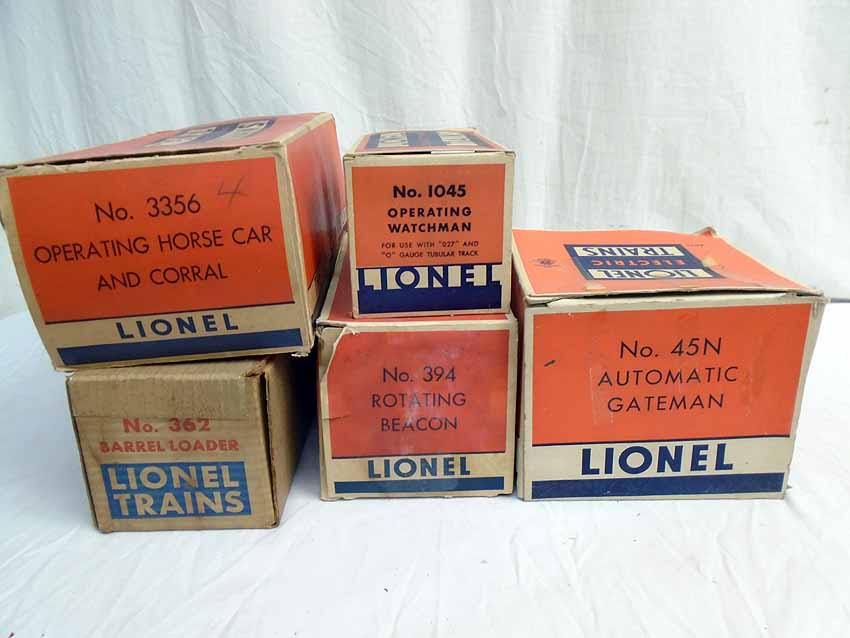 No. 3356 4
OPERATING HORSE CAR
AND CORRAL
LIONEL
No. 1045
OPERATING
WATCHMAN
FOR USE WITH "027" AND
"O" GAUGE TUBULAR TRACK
LIONEL
LIONEL
ELECTRIC
TRAINS
No. 45N
AUTOMATIC
GATEMAN
LIONEL
No. 394
ROTATING
BEACON
LIONEL
No. 362
BARREL LOADER
LIONEL
TRAINS